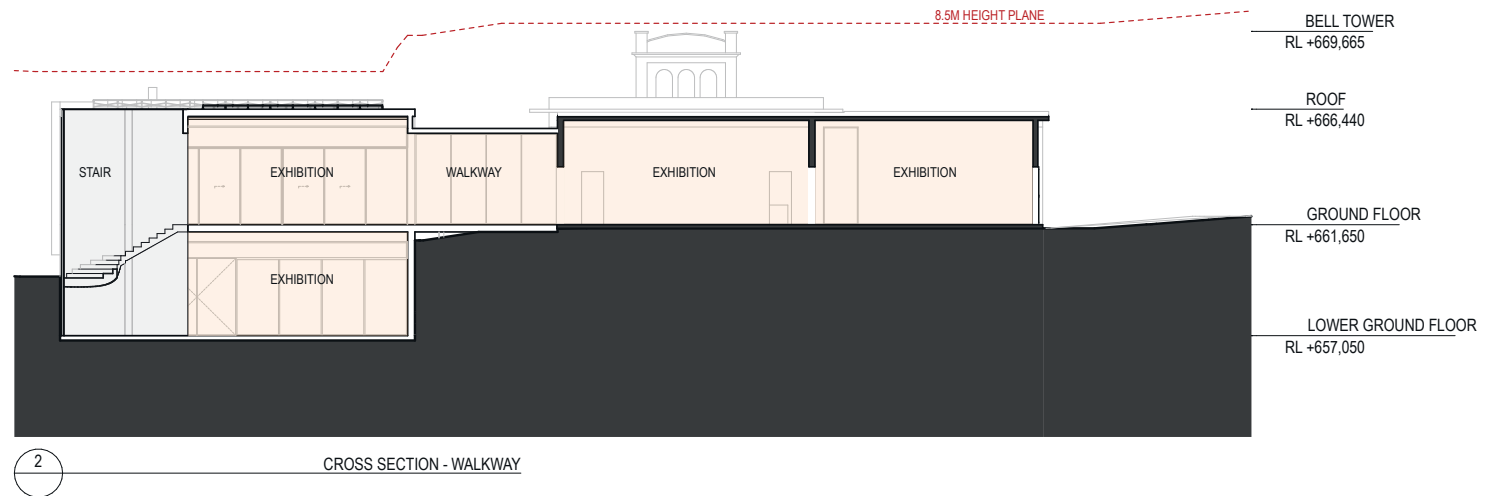 8.5M HEIGHT PLANE
BELL TOWER
RL +669,665
ROOF
RL +666,440
STAIR
EXHIBITION
WALKWAY
EXHIBITION
EXHIBITION
GROUND FLOOR
RL +661,650
EXHIBITION
LOWER GROUND FLOOR
RL +657,050
2
CROSS SECTION - WALKWAY